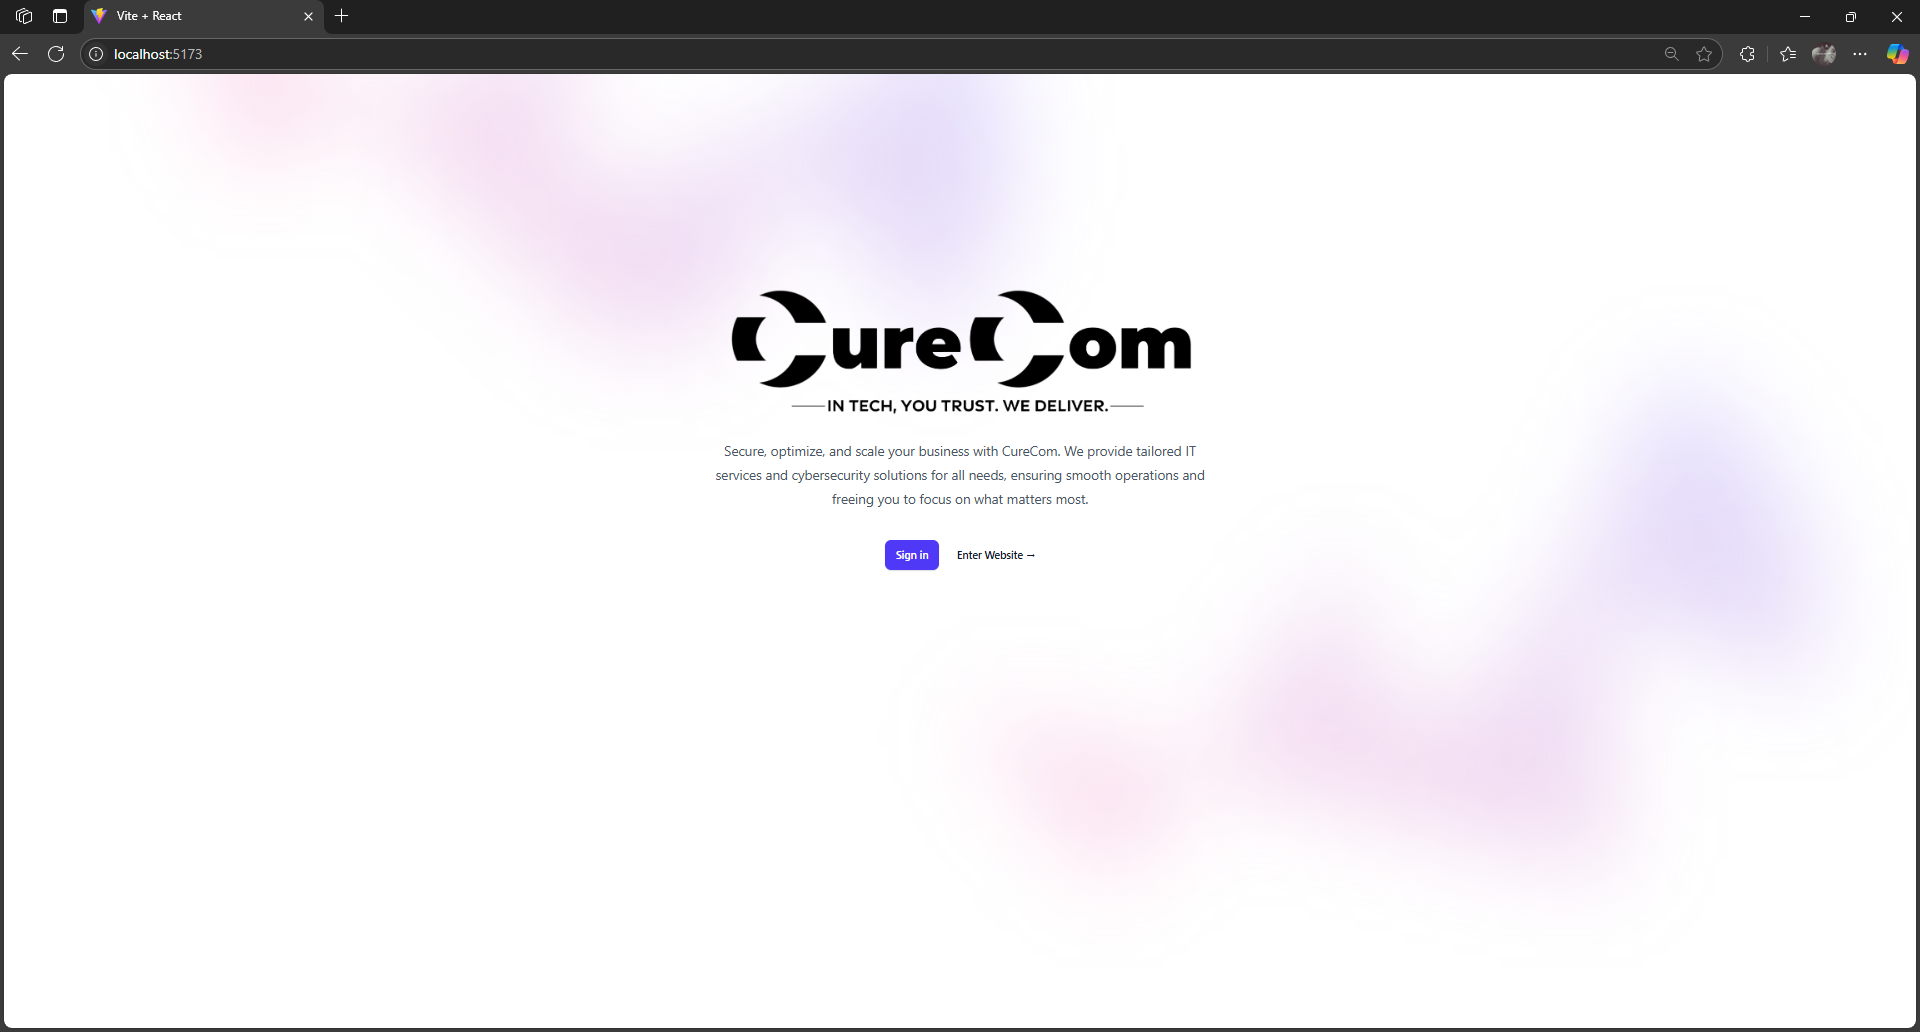 Vite + React
localhost:5173
CureCom
IN TECH, YOU TRUST. WE DELIVER.
Secure, optimize, and scale your business with CureCom. We provide tailored IT
services and cybersecurity solutions for all needs, ensuring smooth operations and
freeing you to focus on what matters most.
Sign in
Enter Website →